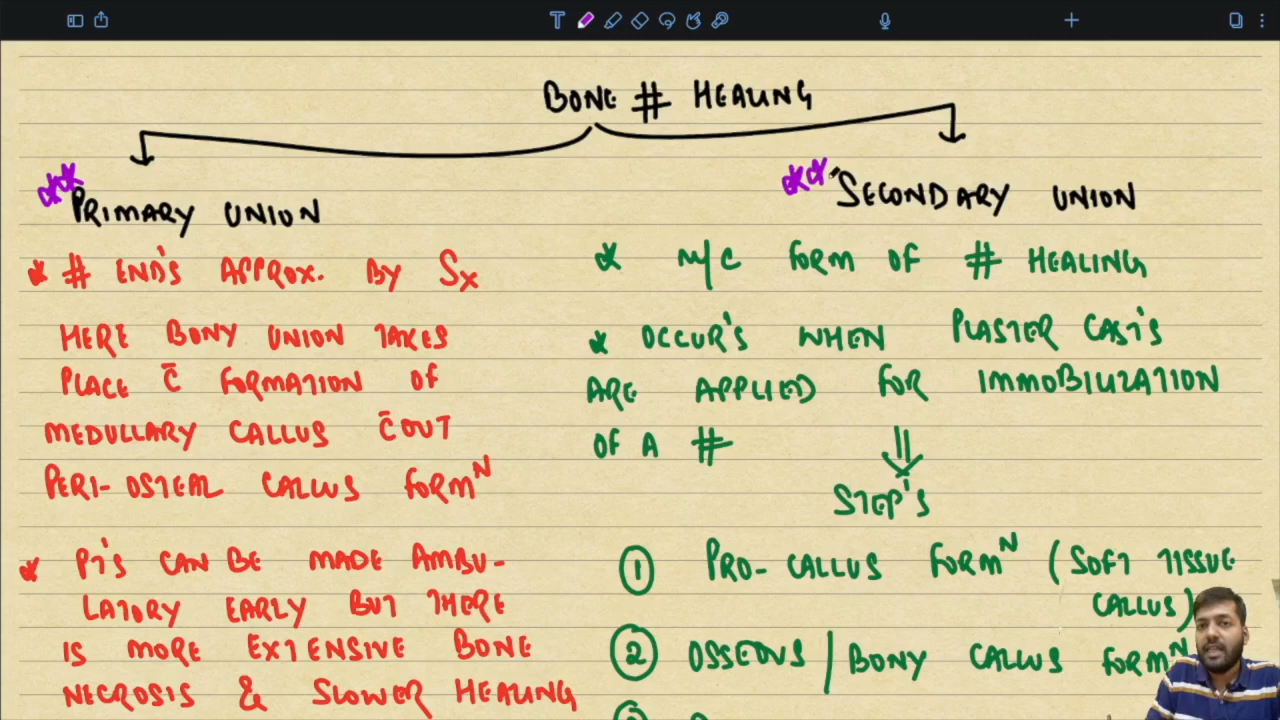 BONE # HEALING
PRIMARY UNION
* # END'S APPROX. BY Sx
HERE BONY UNION TAKES
PLACE C̄ FORMATION OF
MEDULLARY CALLUS C̄OUT
PERI-OSTEAL CALLUS FORMᴺ
* PT'S CAN BE MADE AMBU-
LATORY EARLY BUT THERE
IS MORE EXTENSIVE BONE
NECROSIS & SLOWER HEALING
SECONDARY UNION
* M/C FORM OF # HEALING
* OCCUR'S WHEN PLASTER CAST'S
ARE APPLIED FOR IMMOBILIZATION
OF A #
STEP'S
① PRO-CALLUS FORMᴺ (SOFT TISSUE
CALLUS)
② OSSEOUS / BONY CALLUS FORMᴺ